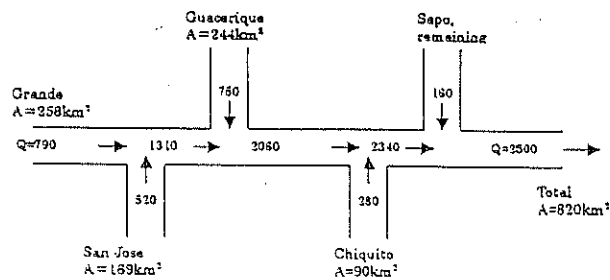 Guacerique
A=244km²
Sapo,
remaining
Grande
A=258km²
750
160
Q=790
1310
2060
2340
Q=2500
520
280
Total
A=820km²
San Jose
A=189km²
Chiquito
A=90km²